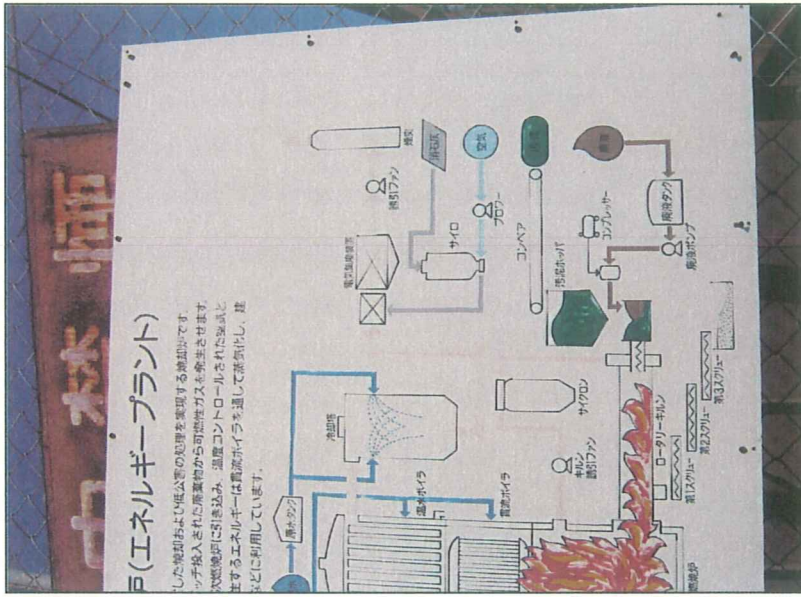 戸(エネルギープラント)
した焼却および低公害の処理を実現する焼却炉です。
ッチ投入された廃棄物から可燃性ガスを発生させます。
次燃焼炉に引き込み、温度コントロールされた空気と
生するエネルギーは貫流ボイラを通して蒸気化し、建
などに利用しています。
煙突
誘引ファン
消石灰
電気集塵装置
サイロ
空気
ブロワー
コンベア
汚泥ホッパ
コンプレッサー
廃液タンク
廃液ポンプ
冷却塔
サイクロン
キルン
誘引ファン
原水タンク
温水ボイラ
貫流ボイラ
ロータリーキルン
第1スクリュー
第2スクリュー
第3スクリュー
燃焼炉